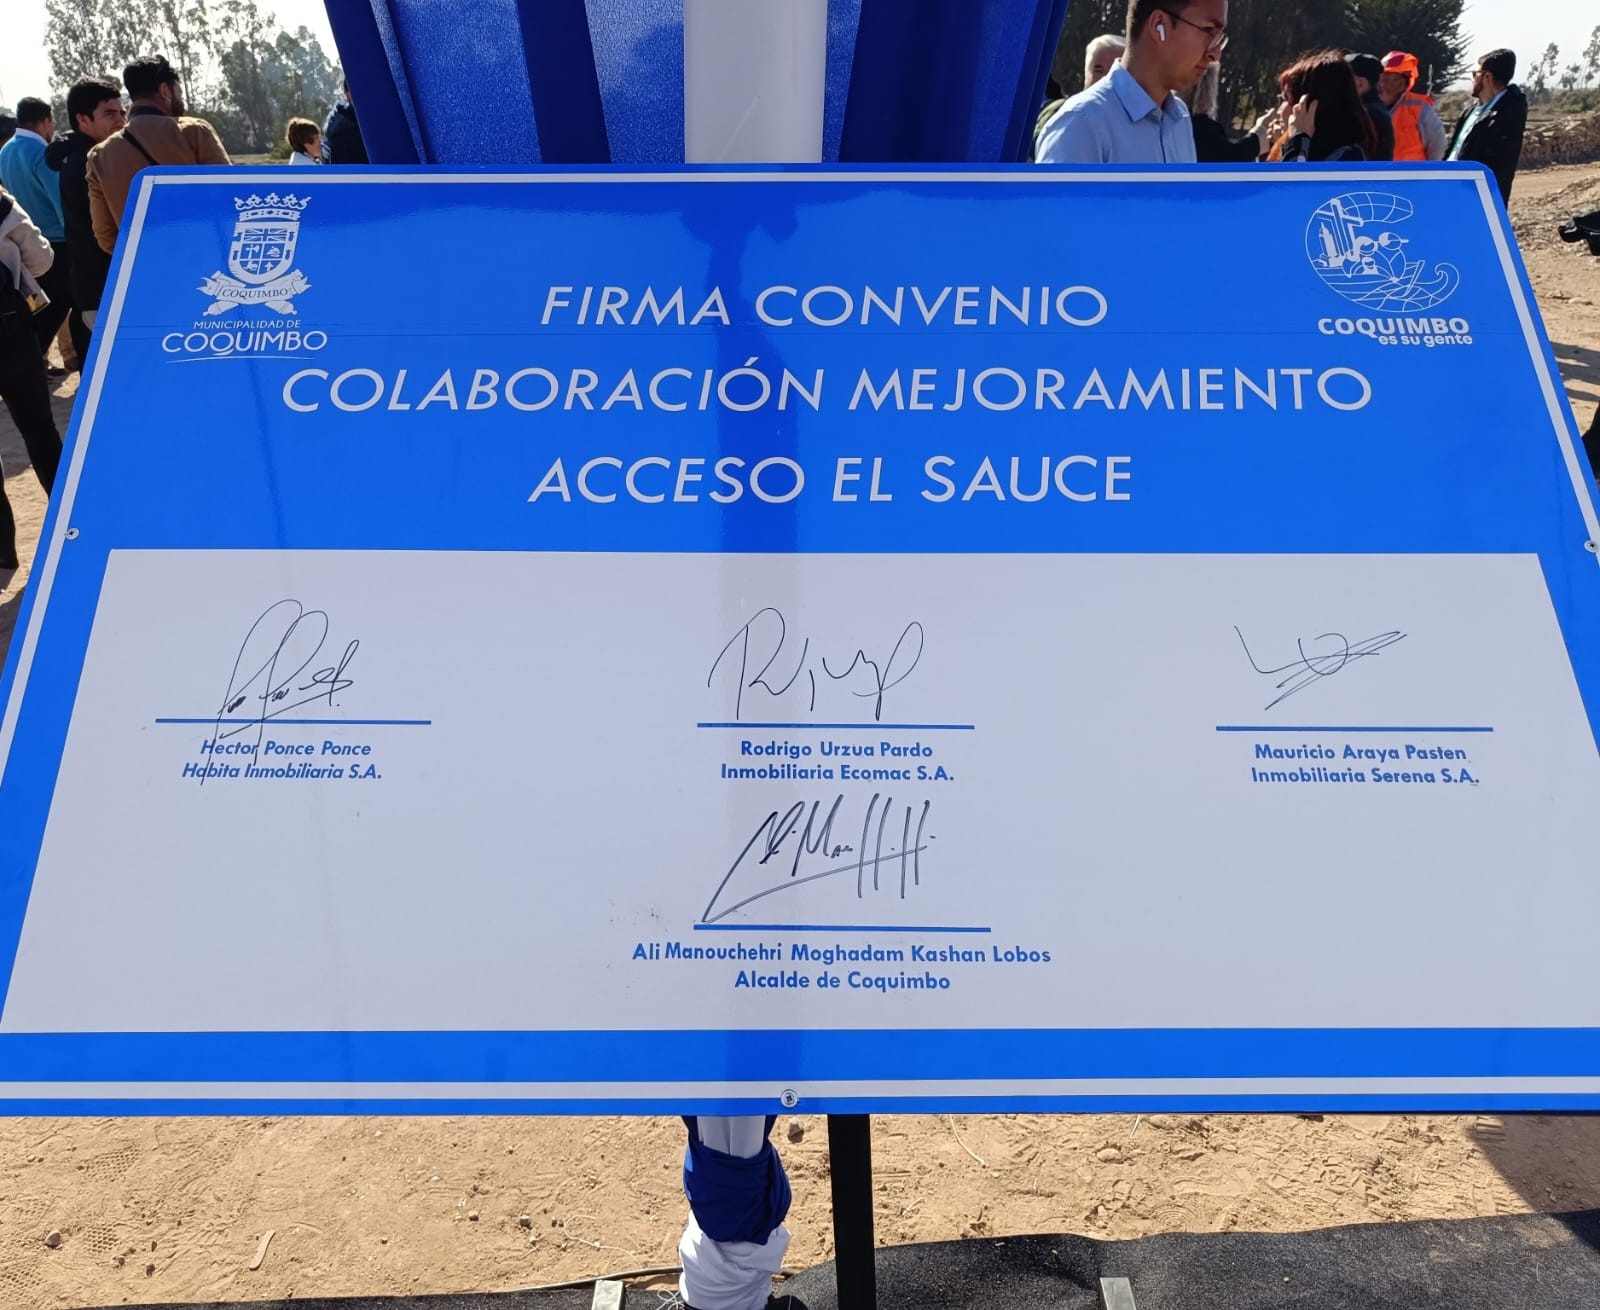 COQUIMBO
MUNICIPALIDAD DE
COQUIMBO
COQUIMBO
es su gente
FIRMA CONVENIO
COLABORACIÓN MEJORAMIENTO
ACCESO EL SAUCE
Hector Ponce Ponce
Habita Inmobiliaria S.A.
Rodrigo Urzua Pardo
Inmobiliaria Ecomac S.A.
Mauricio Araya Pasten
Inmobiliaria Serena S.A.
Ali Manouchehri Moghadam Kashan Lobos
Alcalde de Coquimbo